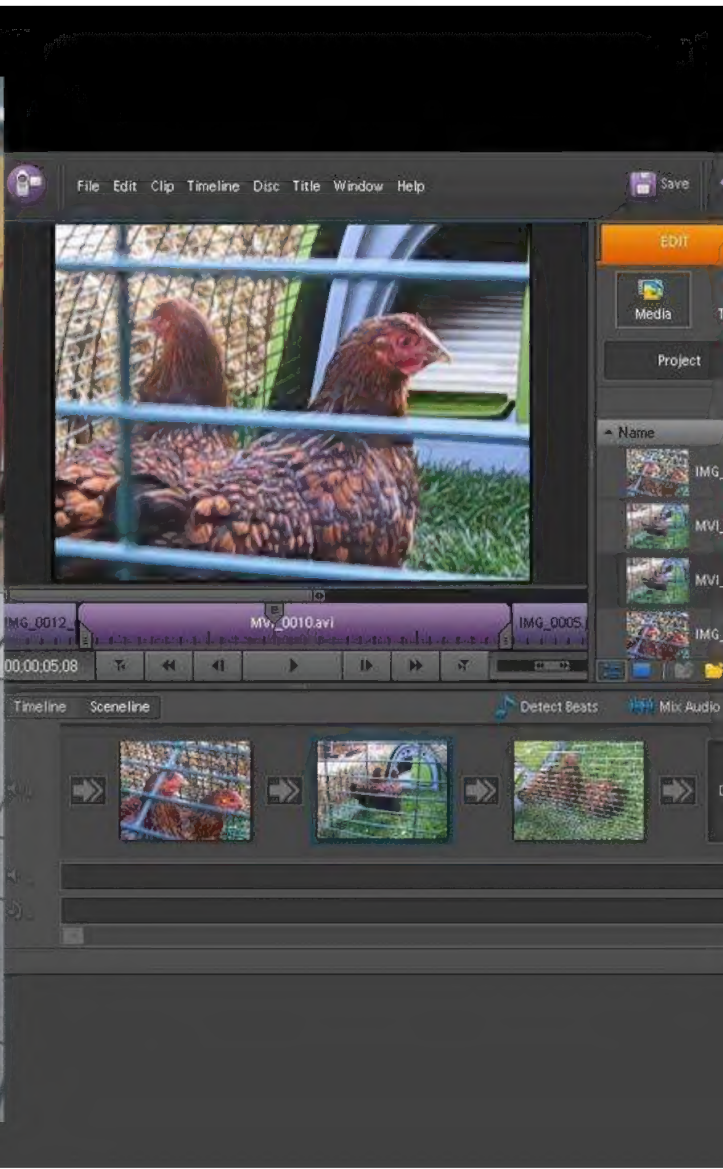 File Edit Clip Timeline Disc Title Window Help
Save
EDIT
Media
Project
Name
IMG_
MVI_
MVI_
IMG_
IMG_0012_
MVI_0010.avi
IMG_0005.
00;00;05;08
Timeline Sceneline
Detect Beats
Mix Audio